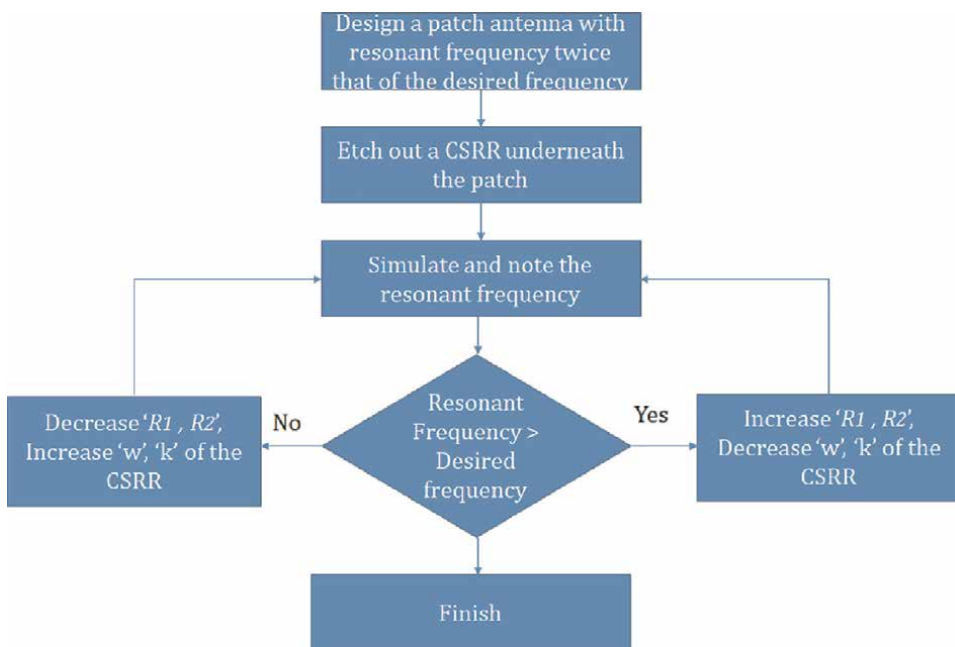 Design a patch antenna with
resonant frequency twice
that of the desired frequency
Etch out a CSRR underneath
the patch
Simulate and note the
resonant frequency
Resonant
Frequency >
Desired
frequency
No
Yes
Decrease ‘R1 , R2’,
Increase ‘w’, ‘k’ of the
CSRR
Increase ‘R1 , R2’,
Decrease ‘w’, ‘k’ of the
CSRR
Finish